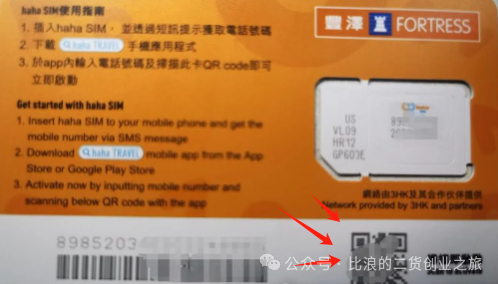 haha SIM使用指南
1. 插入haha SIM，並透過短訊提示獲取電話號碼
2. 下載 haha TRAVEL 手機應用程式
3. 於app內輸入電話號碼及掃描此卡QR code即可
立即啟動
Get started with haha SIM
1. Insert haha SIM to your mobile phone and get the
mobile number via SMS message
2. Download haha TRAVEL mobile app from the App
Store or Google Play Store
3. Activate now by inputting mobile number and
scanning below QR code with the app
豐澤 FORTRESS
US
VL09
HR12
GP603E
網絡由3HK及其合作伙伴提供
Network provided by 3HK and partners
8985203
公众号 · 比浪的二货创业之旅